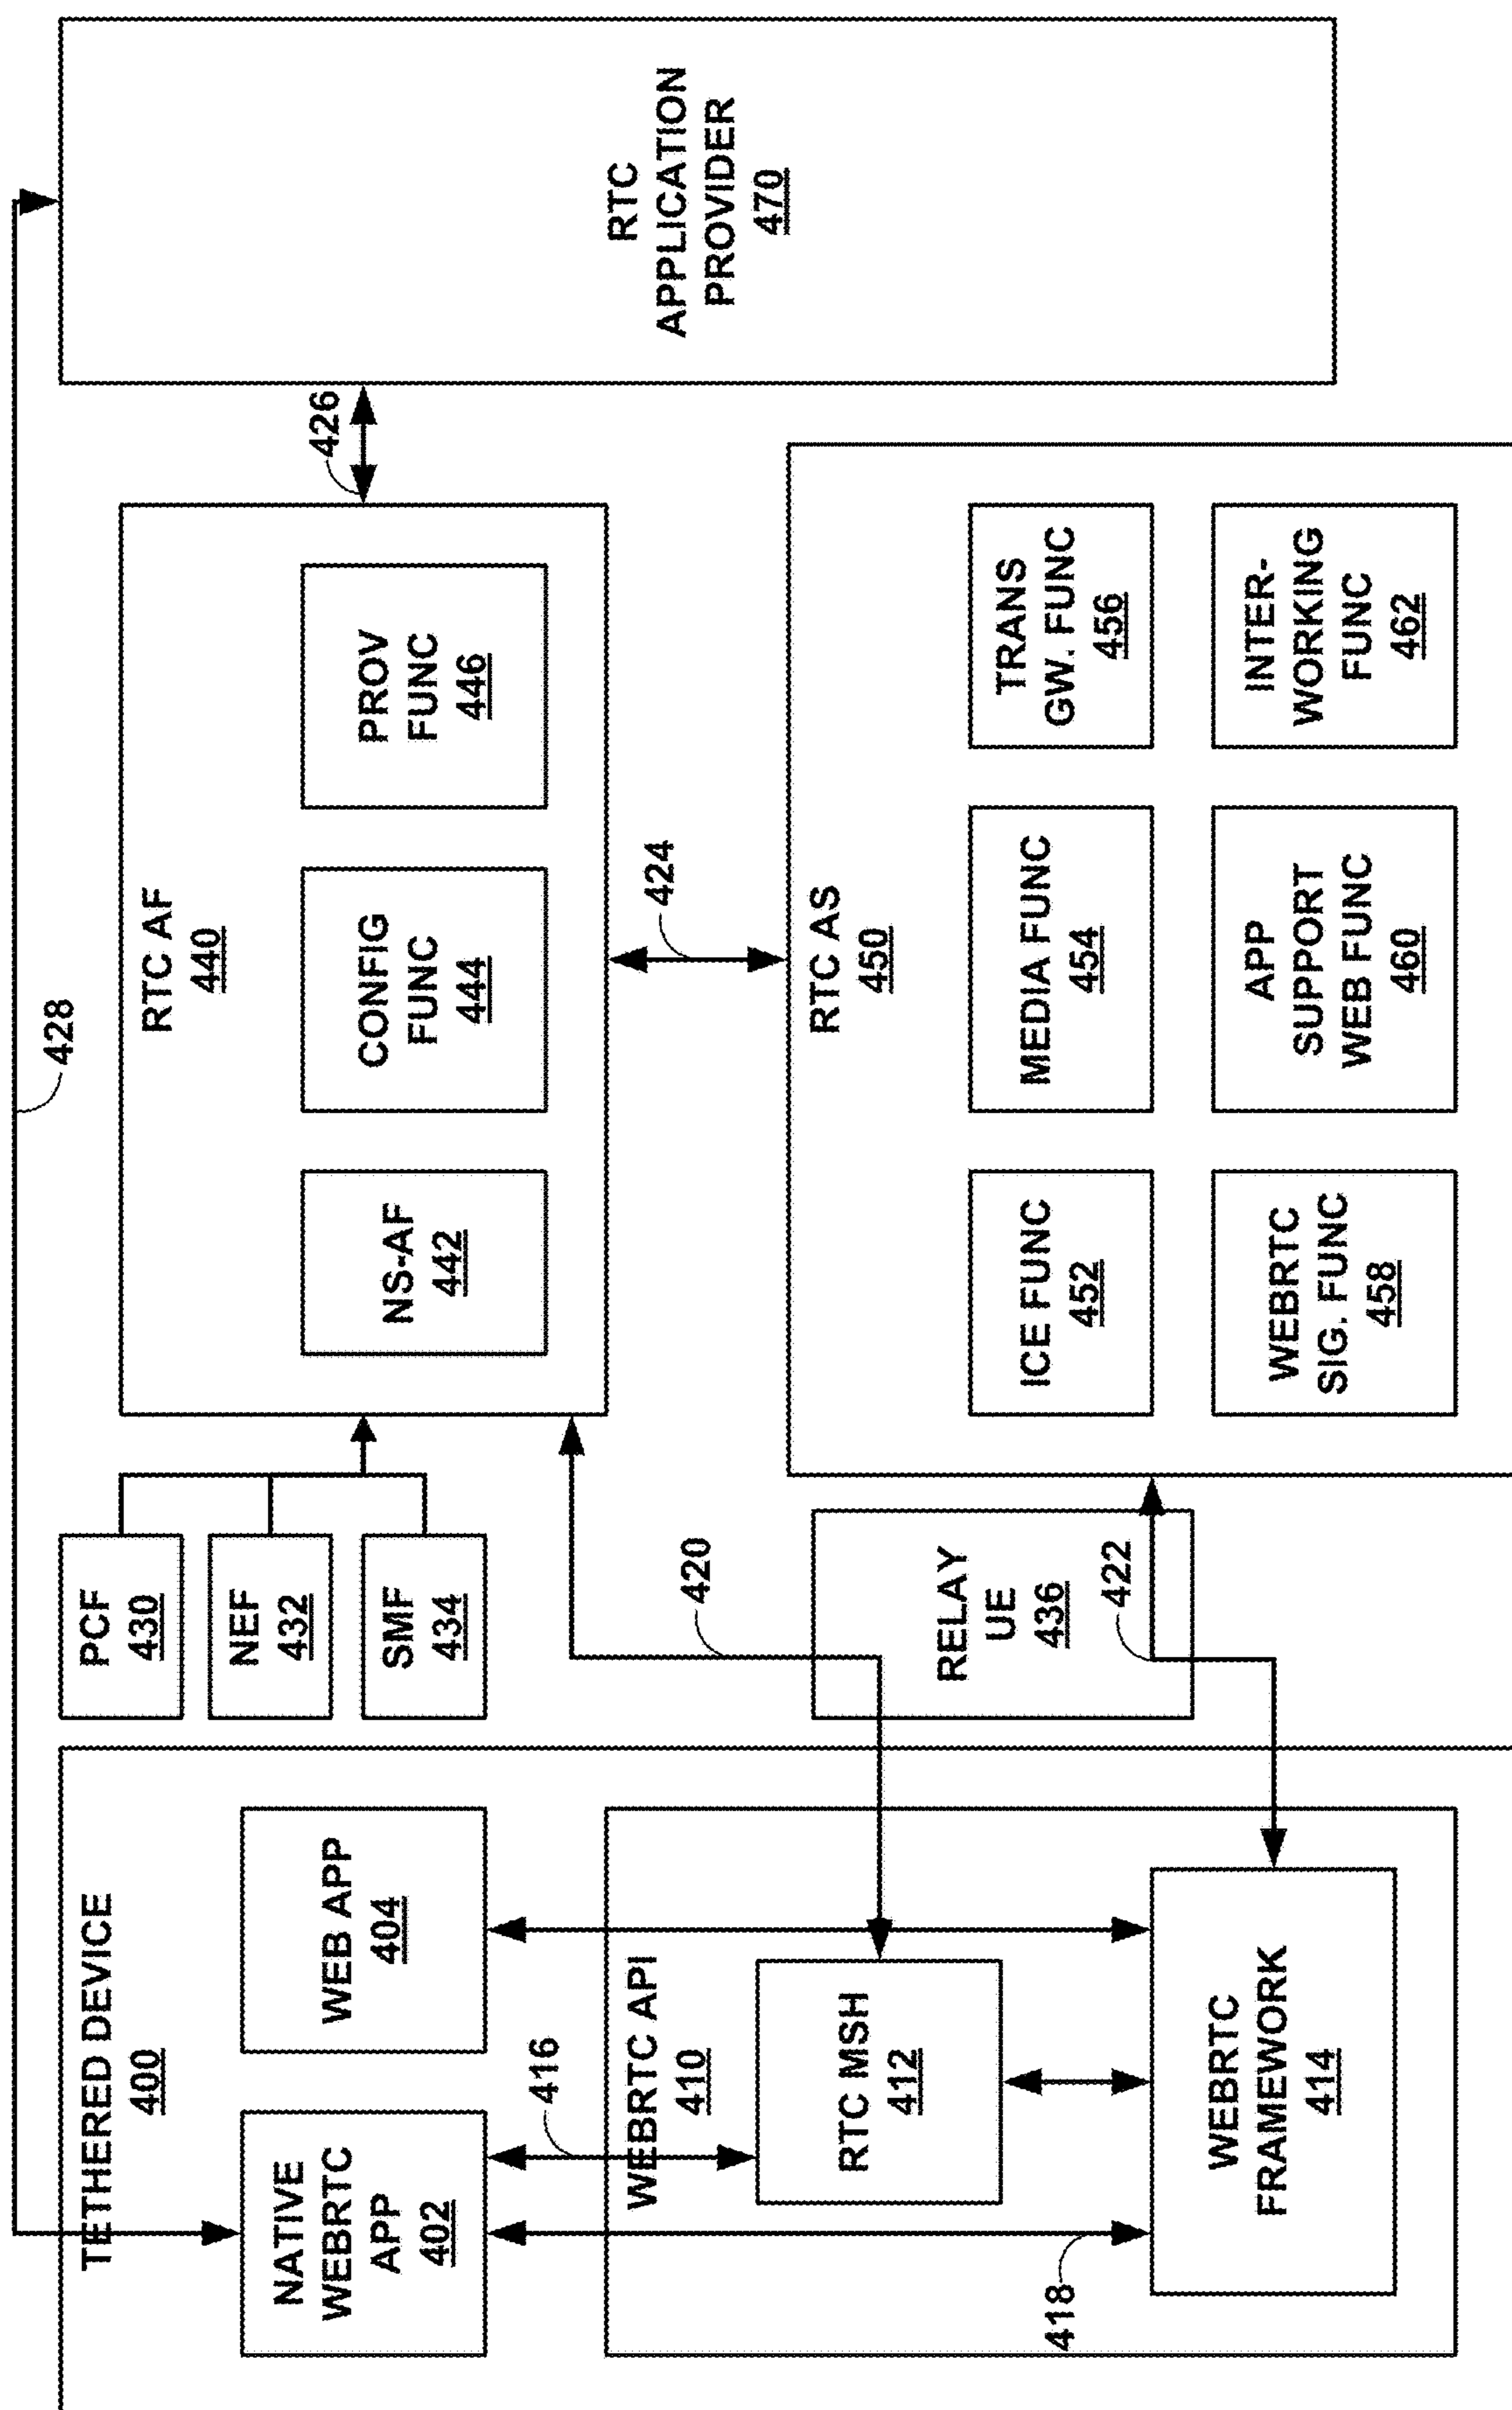 TETHERED DEVICE
400
NATIVE
WEBRTC
APP
402
WEB APP
404
WEBRTC API
410
RTC MSH
412
WEBRTC
FRAMEWORK
414
416
418
PCF
430
NEF
432
SMF
434
420
RELAY
UE
436
422
428
RTC AF
440
NS-AF
442
CONFIG
FUNC
444
PROV
FUNC
446
424
426
RTC AS
450
ICE FUNC
452
MEDIA FUNC
454
TRANS
GW. FUNC
456
WEBRTC
SIG. FUNC
458
APP
SUPPORT
WEB FUNC
460
INTER-
WORKING
FUNC
462
RTC
APPLICATION
PROVIDER
470